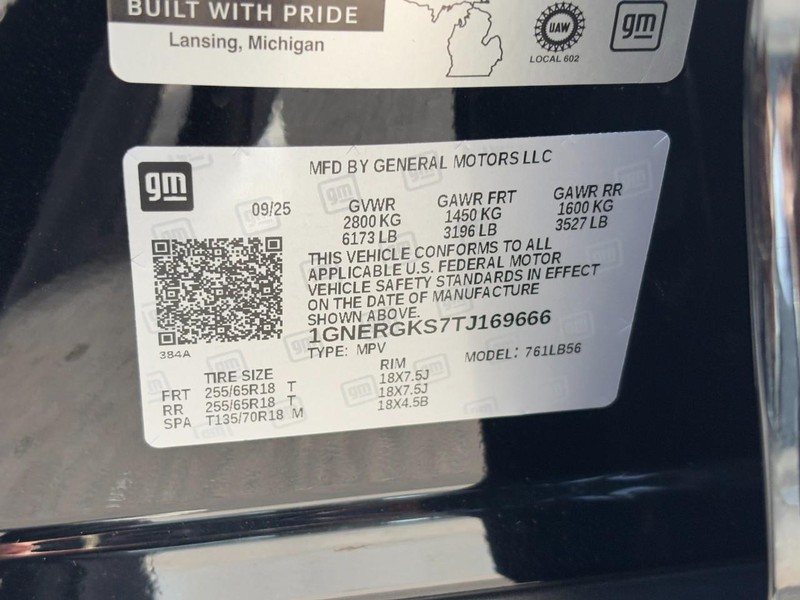 BUILT WITH PRIDE
Lansing, Michigan
UAW
LOCAL 602
gm
gm
MFD BY GENERAL MOTORS LLC
09/25
GVWR GAWR FRT GAWR RR
2800 KG 1450 KG 1600 KG
6173 LB 3196 LB 3527 LB
THIS VEHICLE CONFORMS TO ALL
APPLICABLE U.S. FEDERAL MOTOR
VEHICLE SAFETY STANDARDS IN EFFECT
ON THE DATE OF MANUFACTURE
SHOWN ABOVE.
1GNERGKS7TJ169666
384A
TYPE: MPV MODEL: 761LB56
TIRE SIZE RIM
FRT 255/65R18 T 18X7.5J
RR 255/65R18 T 18X7.5J
SPA T135/70R18 M 18X4.5B